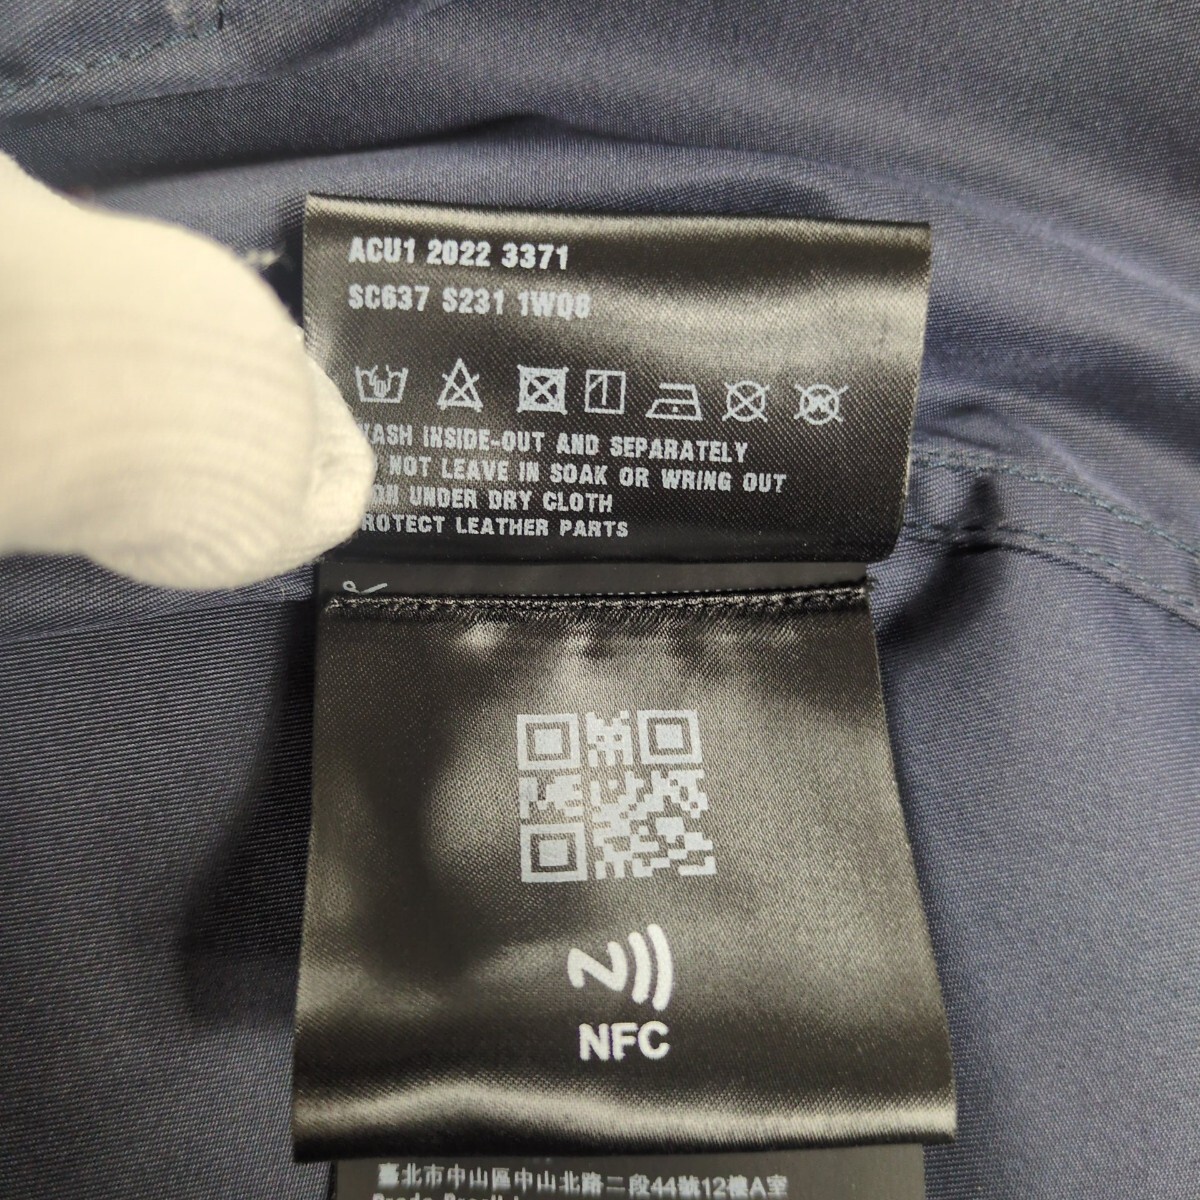 ACU1 2022 3371
SC637 S231 1WQ8
INSIDE-OUT AND SEPARATELY
NOT LEAVE IN SOAK OR WRING OUT
UNDER DRY CLOTH
LEATHER PARTS
NFC
臺北市中山區中山北路二段44號12樓A室